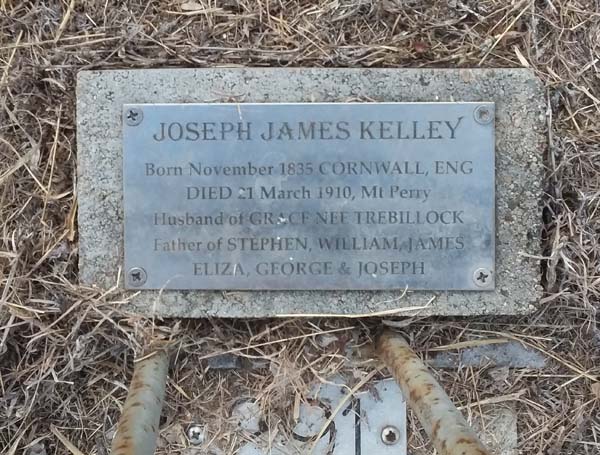 JOSEPH JAMES KELLEY
Born November 1835 CORNWALL, ENG
DIED 21 March 1910, Mt Perry
Husband of GRACE NEE TREBILLOCK
Father of STEPHEN, WILLIAM, JAMES
ELIZA, GEORGE & JOSEPH